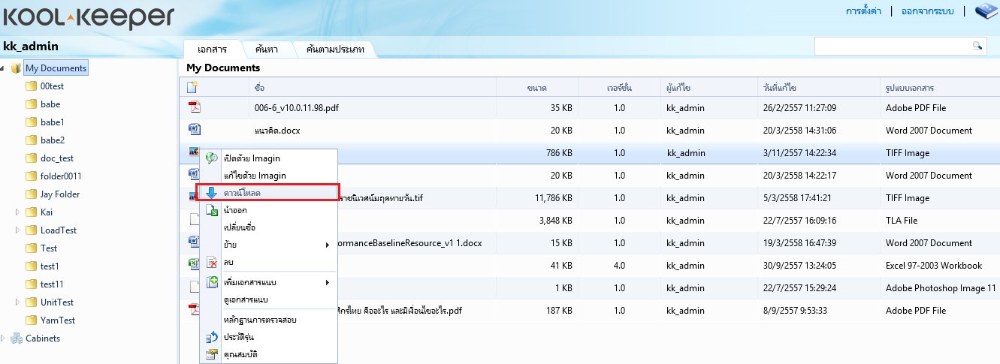 KOOL-KEEPER
การตั้งค่า | ออกจากระบบ |
kk_admin
เอกสาร ค้นหา ค้นตามประเภท
My Documents
00test
babe
babe1
babe2
doc_test
folder0011
Jay Folder
Kai
LoadTest
Test
test1
test11
UnitTest
YamTest
Cabinets
My Documents
ชื่อ ขนาด เวอร์ชั่น ผู้แก้ไข วันที่แก้ไข รูปแบบเอกสาร
006-6_v10.0.11.98.pdf 35 KB 1.0 kk_admin 26/2/2557 11:27:09 Adobe PDF File
แนวคิด.docx 20 KB 1.0 kk_admin 20/3/2558 14:31:06 Word 2007 Document
786 KB 1.0 kk_admin 3/11/2557 14:22:34 TIFF Image
20 KB 1.0 kk_admin 20/3/2558 14:22:17 Word 2007 Document
ราชนิเวศน์มฤคทายวัน.tif 11,786 KB 1.0 kk_admin 5/3/2558 17:41:21 TIFF Image
3,848 KB 1.0 kk_admin 22/7/2557 16:09:16 TLA File
ormanceBaselineResource_v1 1.docx 15 KB 1.0 kk_admin 19/3/2558 16:47:39 Word 2007 Document
41 KB 4.0 kk_admin 30/9/2557 13:24:05 Excel 97-2003 Workbook
1 KB 1.0 kk_admin 22/7/2557 15:29:24 Adobe Photoshop Image 11
คืออะไร และมีเงื่อนไขอะไร.pdf 187 KB 1.0 kk_admin 8/9/2557 9:53:33 Adobe PDF File
เปิดด้วย Imagin
แก้ไขด้วย Imagin
ดาวน์โหลด
นำออก
เปลี่ยนชื่อ
ย้าย
ลบ
เพิ่มเอกสารแนบ
ดูเอกสารแนบ
หลักฐานการตรวจสอบ
ประวัติรุ่น
คุณสมบัติ